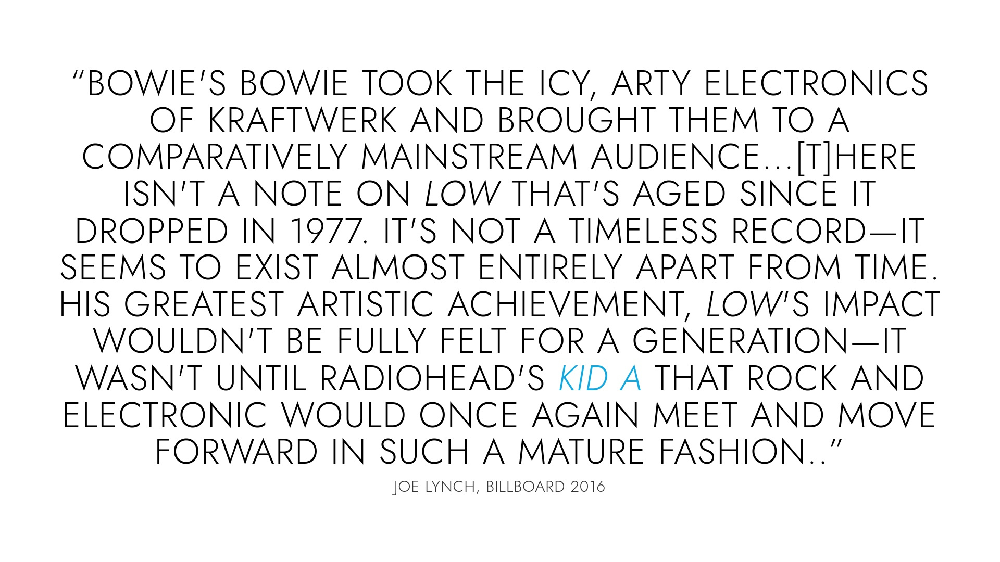 “BOWIE'S BOWIE TOOK THE ICY, ARTY ELECTRONICS
OF KRAFTWERK AND BROUGHT THEM TO A
COMPARATIVELY MAINSTREAM AUDIENCE...[T]HERE
ISN'T A NOTE ON LOW THAT'S AGED SINCE IT
DROPPED IN 1977. IT'S NOT A TIMELESS RECORD—IT
SEEMS TO EXIST ALMOST ENTIRELY APART FROM TIME.
HIS GREATEST ARTISTIC ACHIEVEMENT, LOW'S IMPACT
WOULDN'T BE FULLY FELT FOR A GENERATION—IT
WASN'T UNTIL RADIOHEAD'S KID A THAT ROCK AND
ELECTRONIC WOULD ONCE AGAIN MEET AND MOVE
FORWARD IN SUCH A MATURE FASHION..”
JOE LYNCH, BILLBOARD 2016